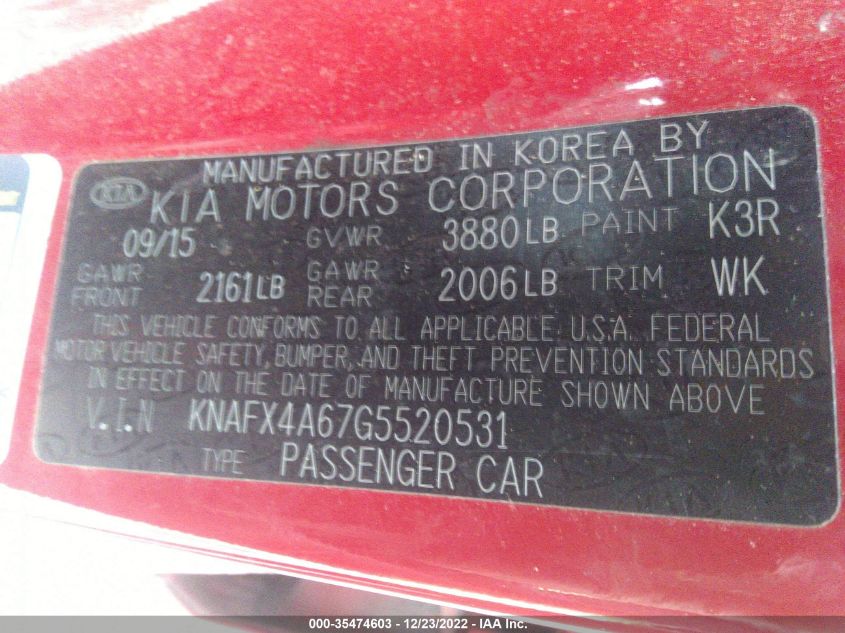 MANUFACTURED IN KOREA BY
KIA KIA MOTORS CORPORATION
09/15 GVWR 3880LB PAINT K3R
GAWR FRONT 2161LB GAWR REAR 2006LB TRIM WK
THIS VEHICLE CONFORMS TO ALL APPLICABLE U.S.A. FEDERAL
MOTOR VEHICLE SAFETY, BUMPER, AND THEFT PREVENTION STANDARDS
IN EFFECT ON THE DATE OF MANUFACTURE SHOWN ABOVE
V.I.N KNAFX4A67G5520531
TYPE PASSENGER CAR
000-35474603 - 12/23/2022 - IAA Inc.